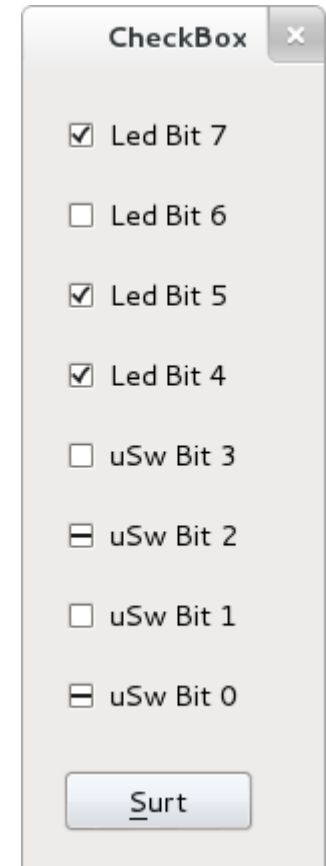 CheckBox
Led Bit 7
Led Bit 6
Led Bit 5
Led Bit 4
uSw Bit 3
uSw Bit 2
uSw Bit 1
uSw Bit 0
Surt